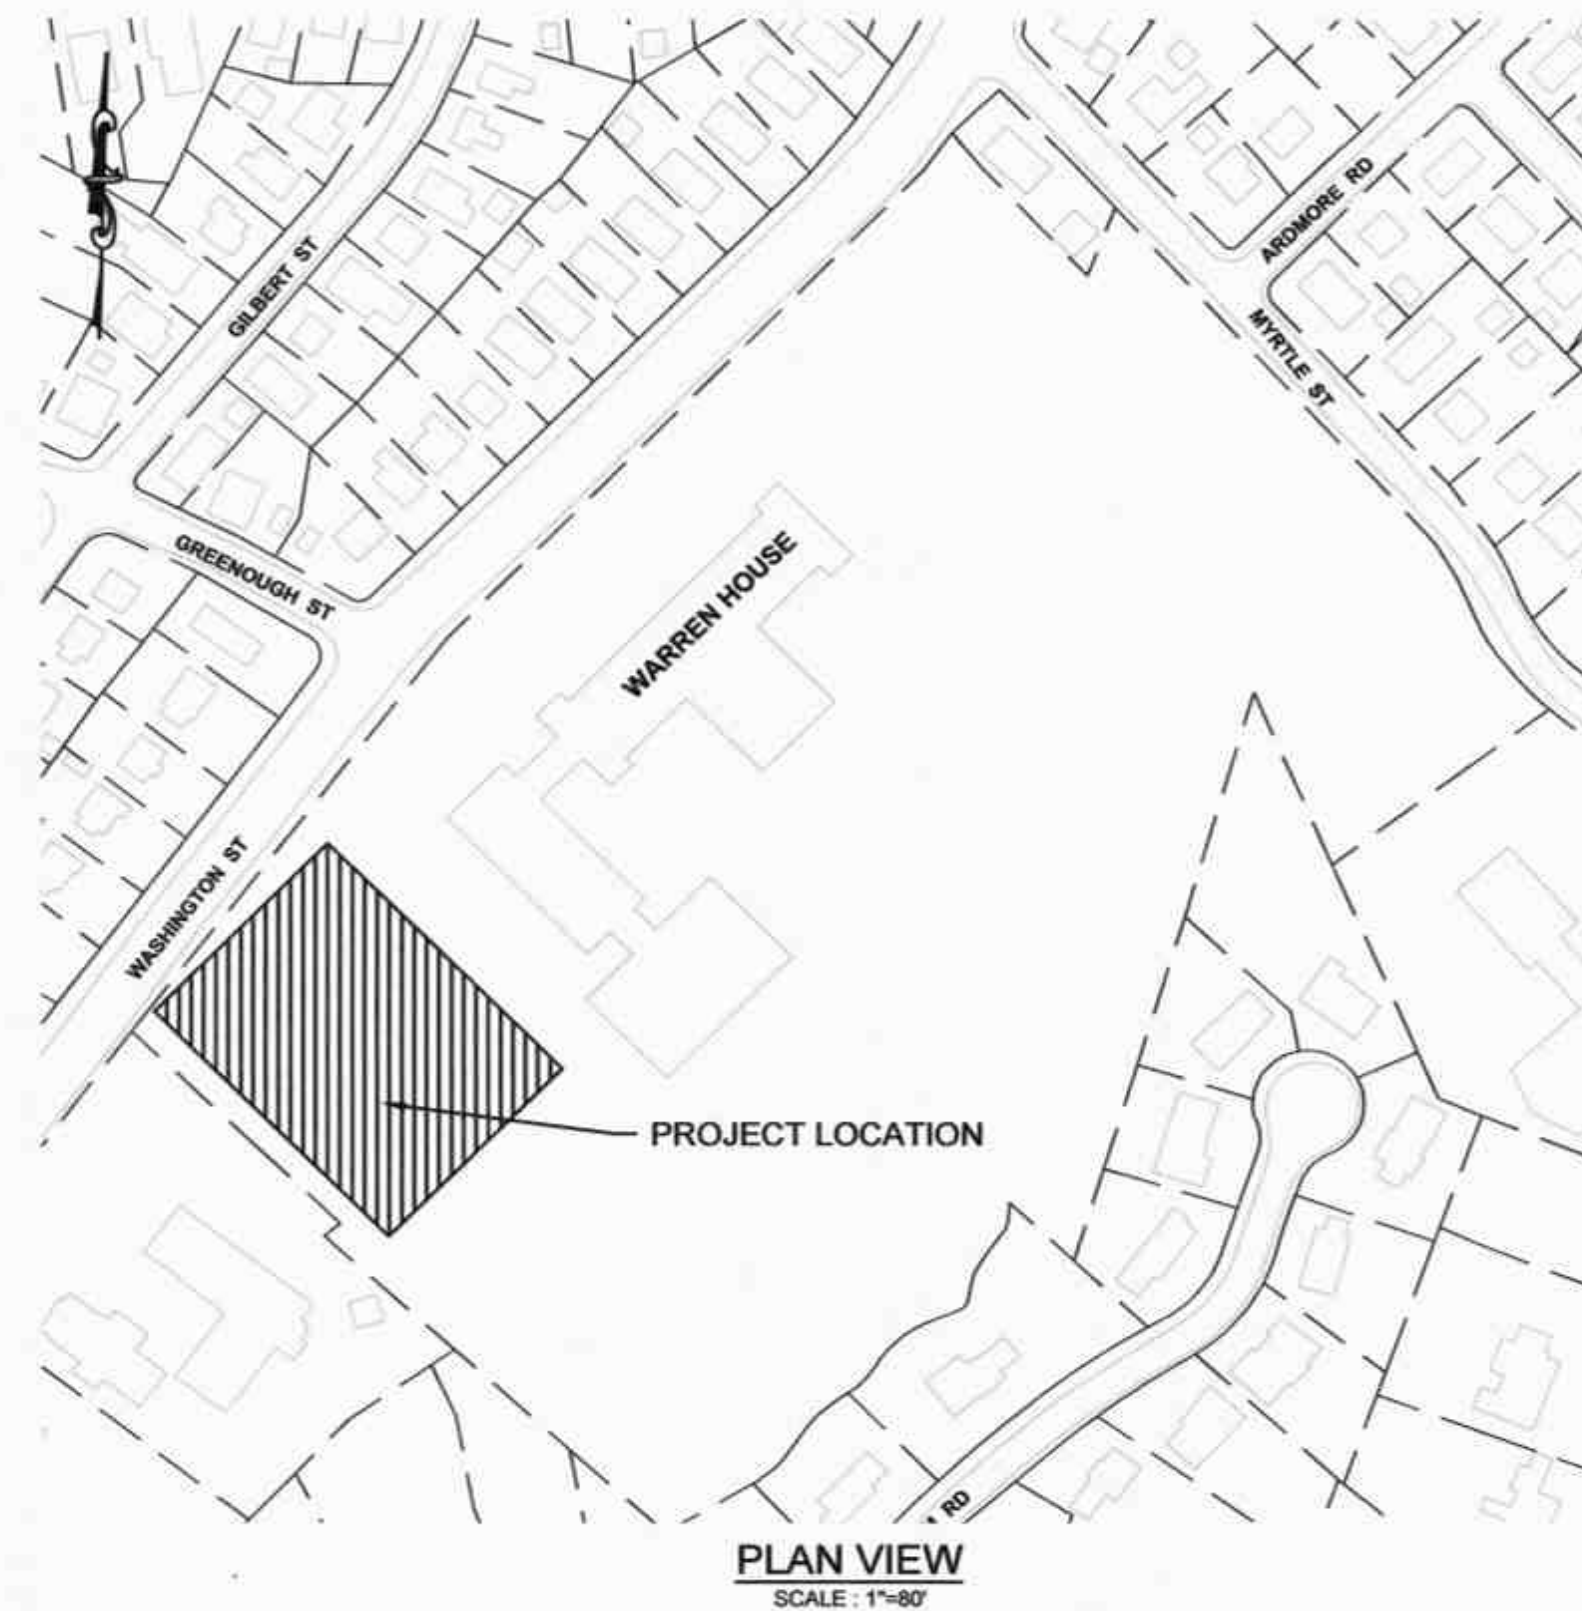 GILBERT ST
ARDMORE RD
MYRTLE ST
GREENOUGH ST
WARREN HOUSE
WASHINGTON ST
PROJECT LOCATION
RD
PLAN VIEW
SCALE : 1"=80'